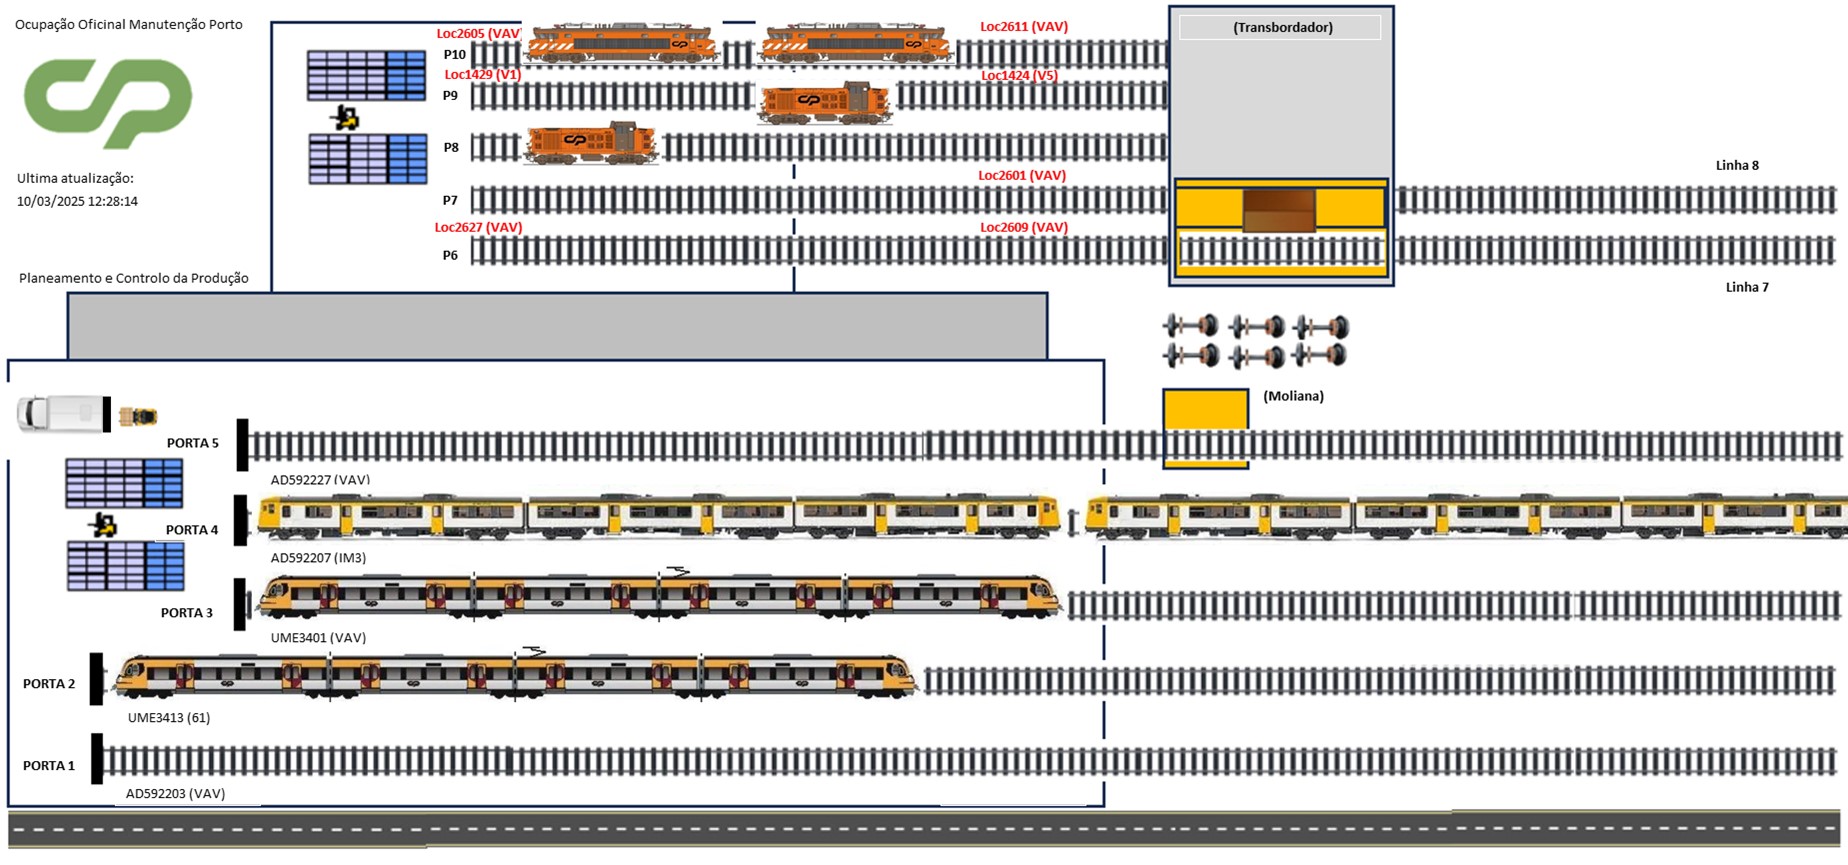 Ocupação Oficinal Manutenção Porto
Loc2605 (VAV)
Loc2611 (VAV)
(Transbordador)
P10
Loc1429 (V1)
Loc1424 (V5)
P9
P8
Linha 8
Ultima atualização:
10/03/2025 12:28:14
Loc2601 (VAV)
P7
Loc2627 (VAV)
Loc2609 (VAV)
P6
Planeamento e Controlo da Produção
Linha 7
(Moliana)
PORTA 5
AD592227 (VAV)
PORTA 4
AD592207 (IM3)
PORTA 3
UME3401 (VAV)
PORTA 2
UME3413 (61)
PORTA 1
AD592203 (VAV)